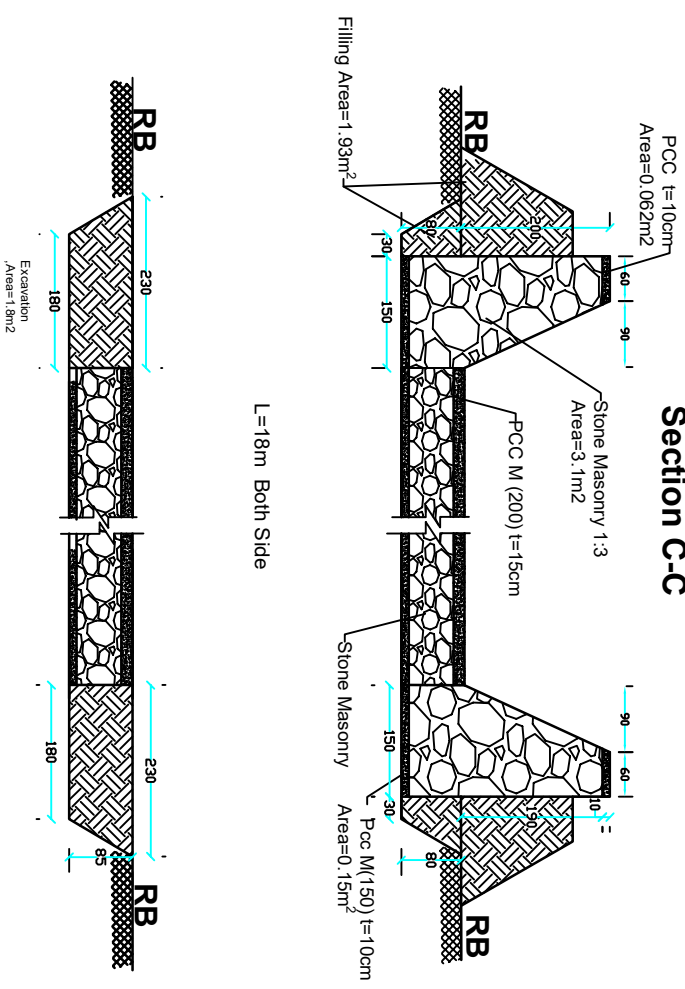 Section C-C
PCC t=10cm
Area=0.062m2
60
90
90
60
RB
200
80
30
150
Filling Area=1.93m²
Stone Masonry 1:3
Area=3.1m2
PCC M (200) t=15cm
10
=
190
RB
80
150
30
Stone Masonry
Pcc M(150) t=10cm
Area=0.15m²
L=18m Both Side
RB
230
180
230
180
85
RB
Excavation
,Area=1.8m2